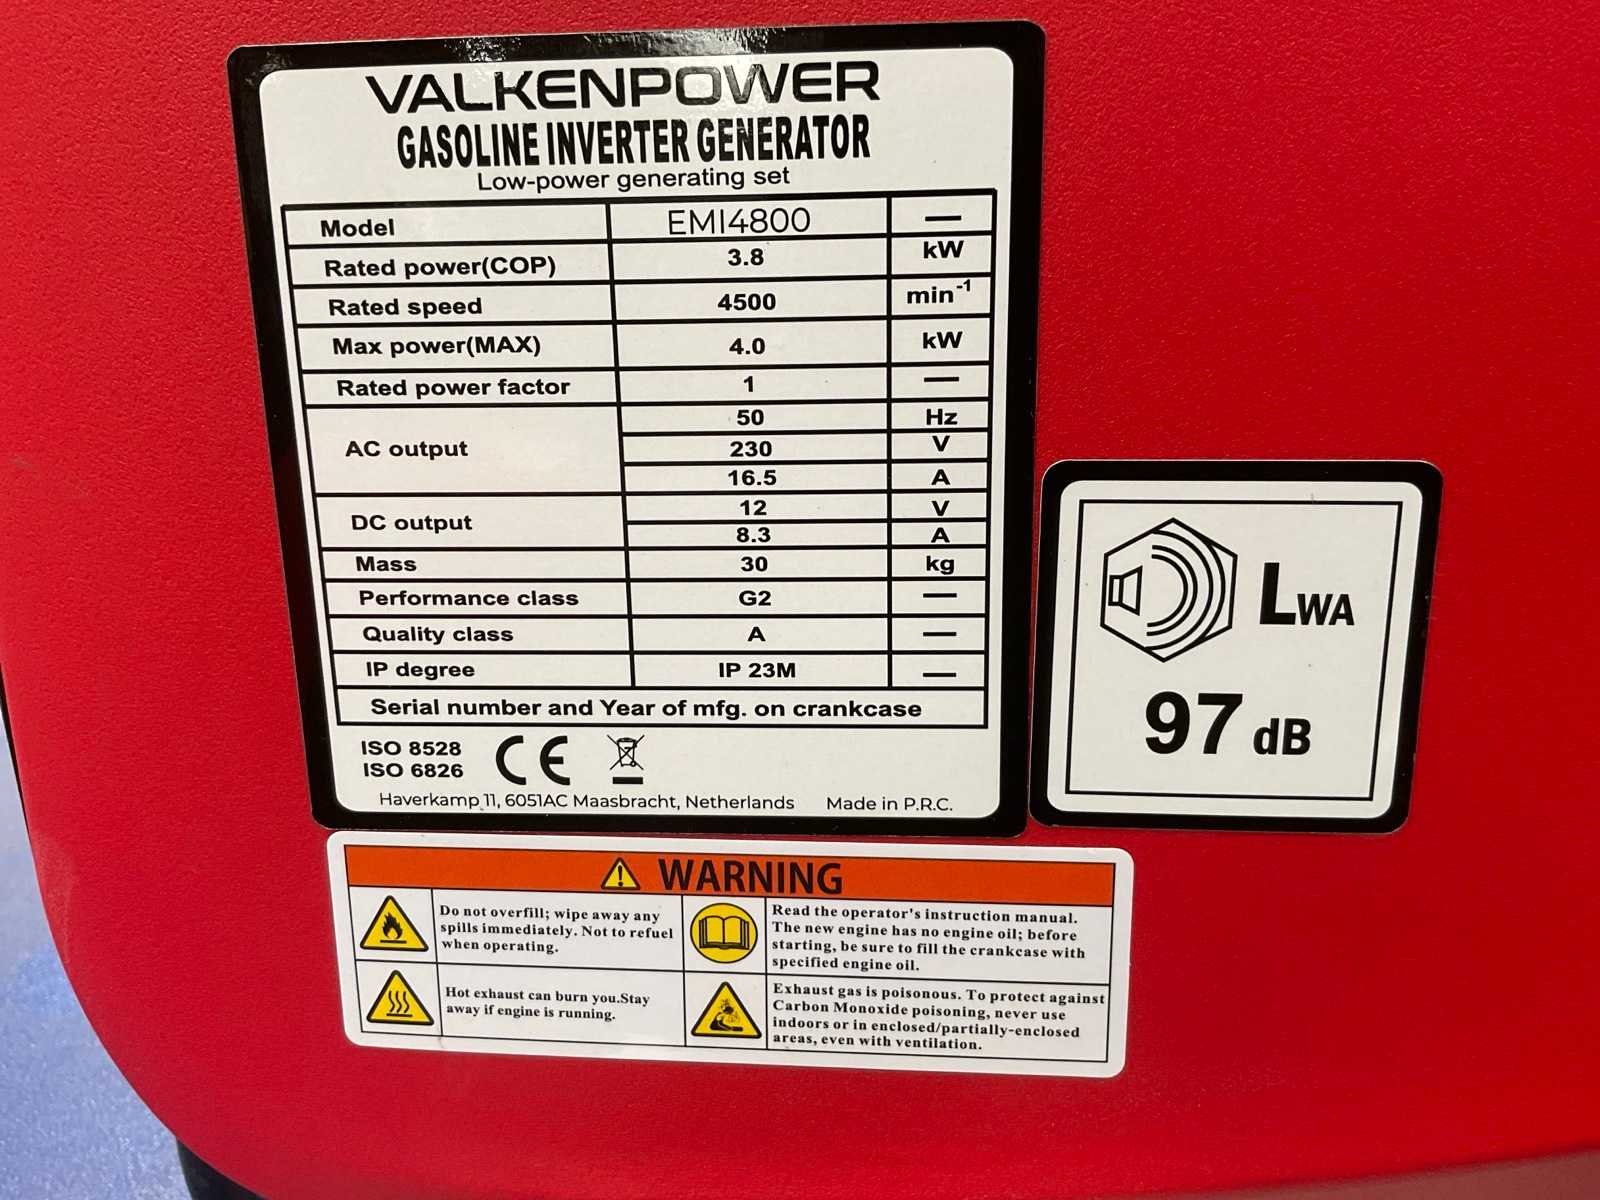 VALKENPOWER
GASOLINE INVERTER GENERATOR
Low-power generating set
Model EMI4800 —
Rated power(COP) 3.8 kW
Rated speed 4500 min⁻¹
Max power(MAX) 4.0 kW
Rated power factor 1 —
AC output 50 Hz
230 V
16.5 A
DC output 12 V
8.3 A
Mass 30 kg
Performance class G2 —
Quality class A —
IP degree IP 23M —
Serial number and Year of mfg. on crankcase
ISO 8528
ISO 6826
CE
Haverkamp 11, 6051AC Maasbracht, Netherlands Made in P.R.C.
LWA
97 dB
WARNING
Do not overfill; wipe away any
spills immediately. Not to refuel
when operating.
Read the operator's instruction manual.
The new engine has no engine oil; before
starting, be sure to fill the crankcase with
specified engine oil.
Hot exhaust can burn you.Stay
away if engine is running.
Exhaust gas is poisonous. To protect against
Carbon Monoxide poisoning, never use
indoors or in enclosed/partially-enclosed
areas, even with ventilation.